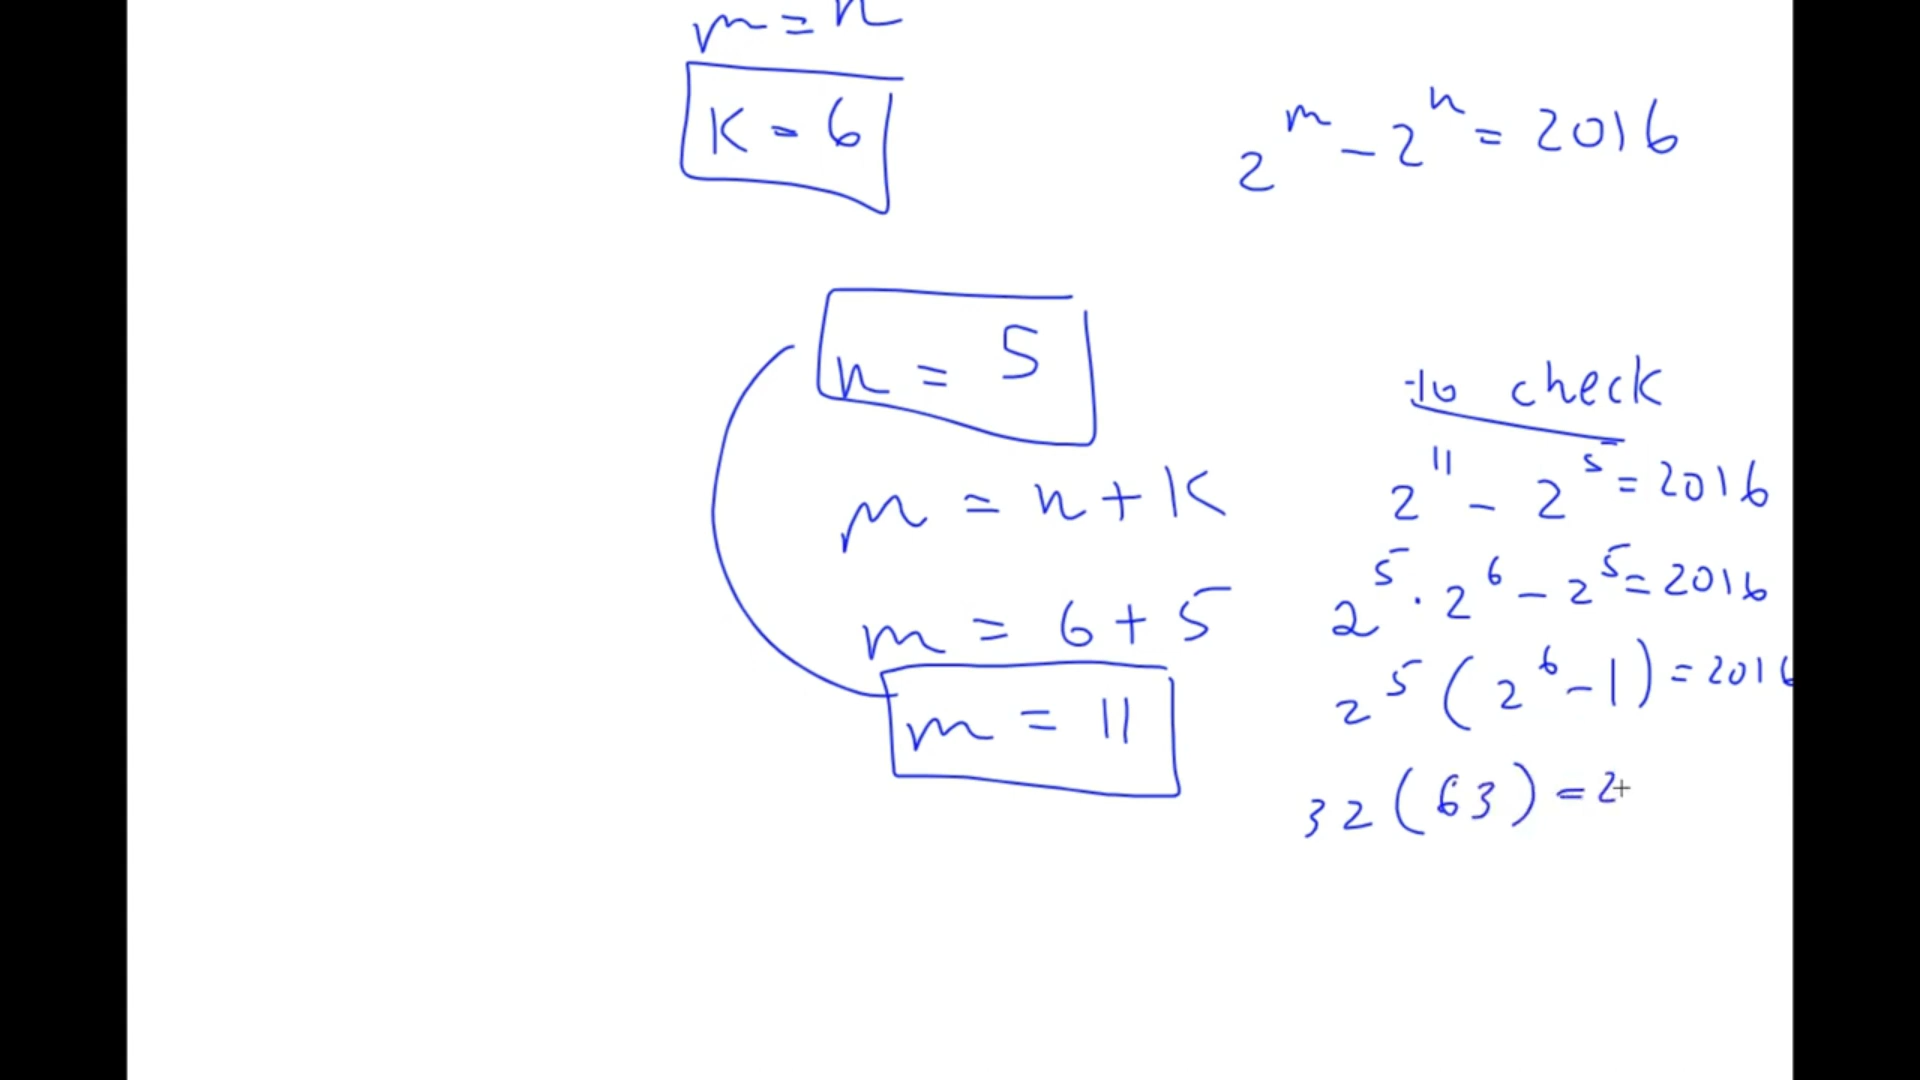 m = n
K = 6
2^m - 2^n = 2016
n = 5
m = n + K
m = 6 + 5
m = 11
to check
2^11 - 2^5 = 2016
2^5 · 2^6 - 2^5 = 2016
2^5 (2^6 - 1) = 2016
32 (63) = 2